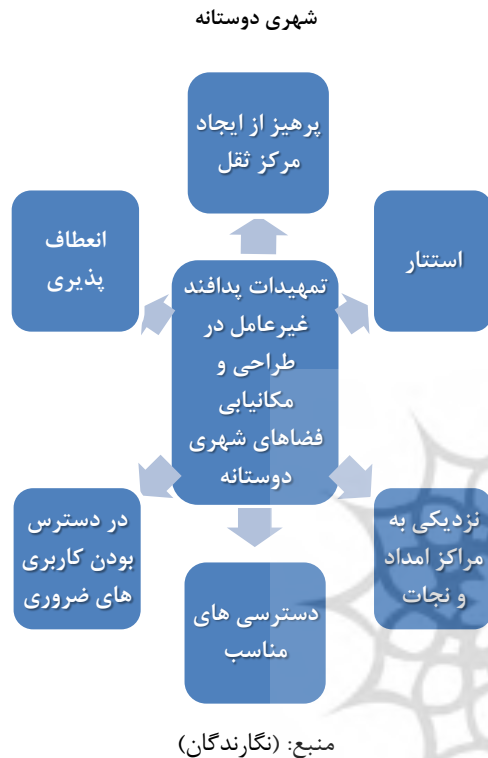 شهری دوستانه
پرهیز از ایجاد
مرکز ثقل
استتار
انعطاف
پذیری
تمهیدات پدافند
غیرعامل در
طراحی و
مکانیابی
فضاهای شهری
دوستانه
نزدیکی به
مراکز امداد
و نجات
در دسترس
بودن کاربری
های ضروری
دسترسی های
مناسب
منبع: (نگارندگان)